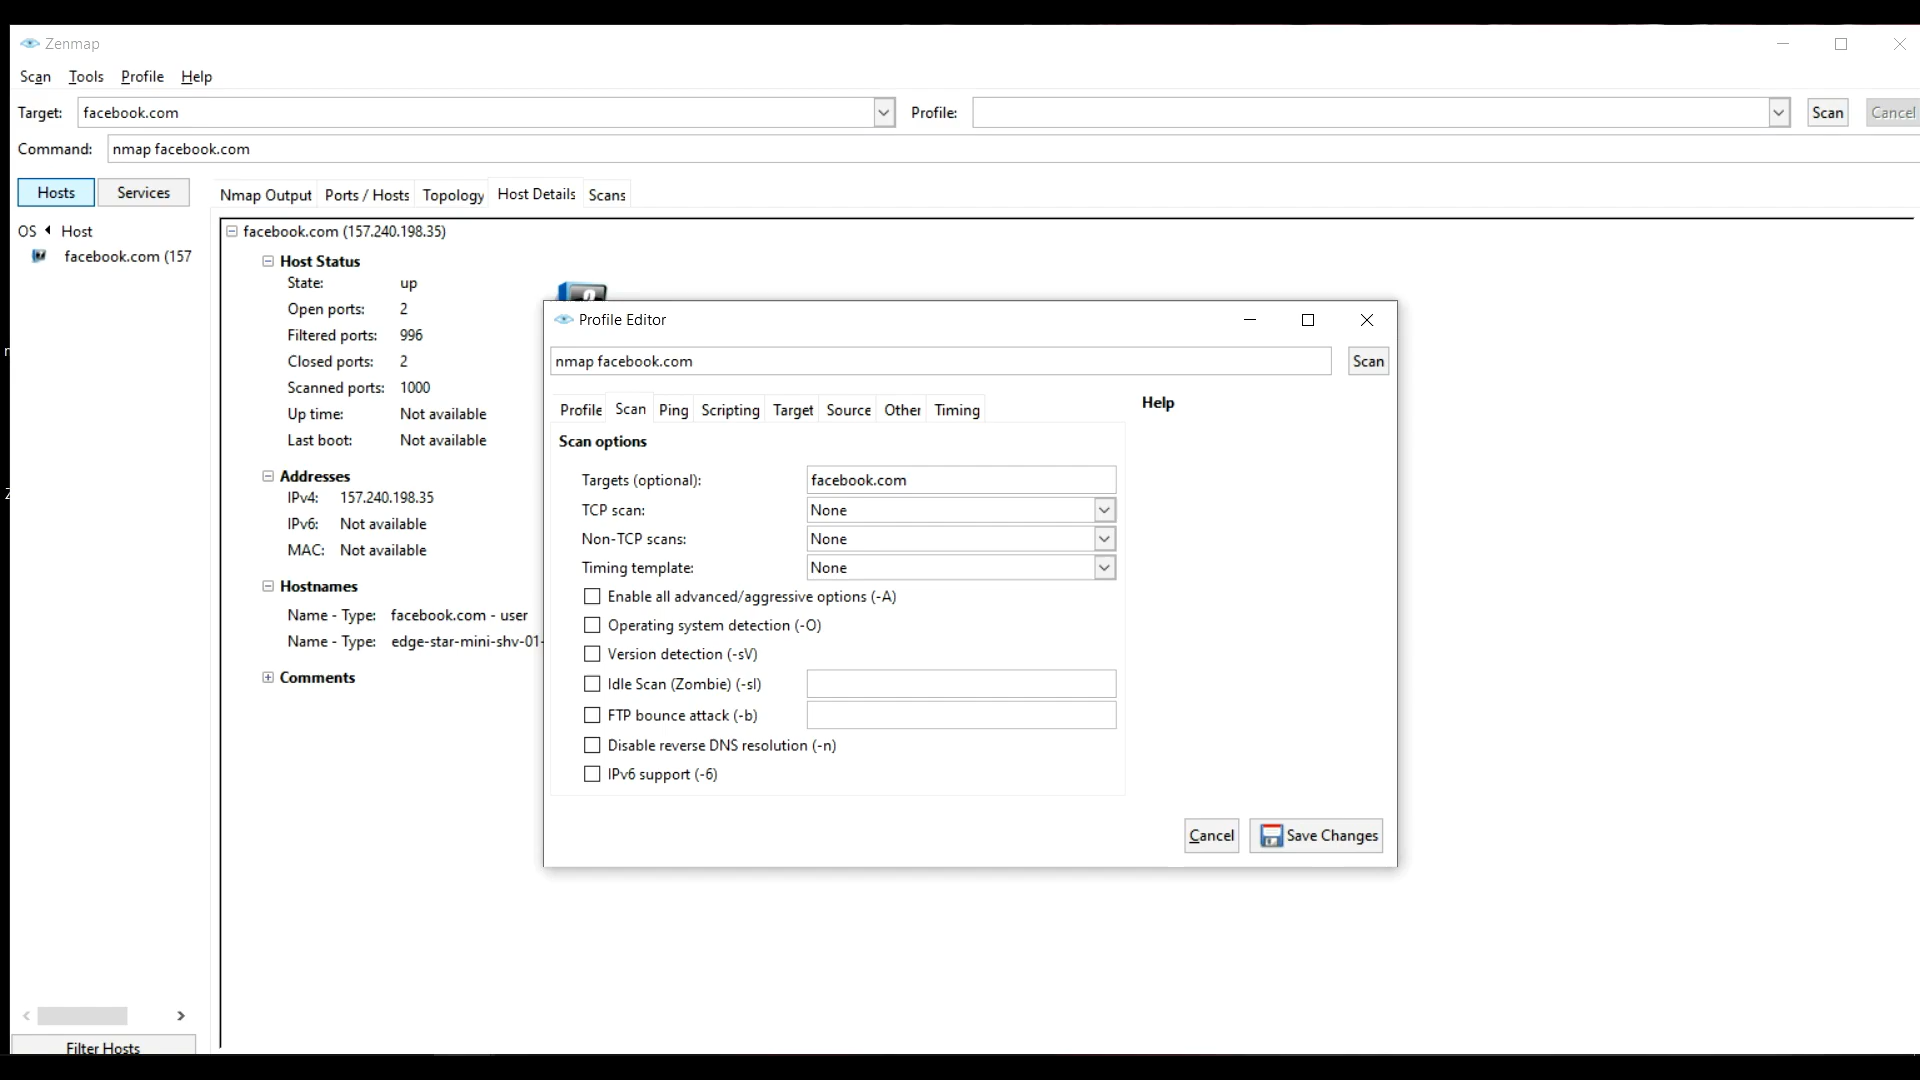 Zenmap
Scan Tools Profile Help
Target: facebook.com Profile: Scan Cancel
Command: nmap facebook.com
Hosts Services
Nmap Output Ports / Hosts Topology Host Details Scans
OS Host
facebook.com (157
facebook.com (157.240.198.35)
Host Status
State: up
Open ports: 2
Filtered ports: 996
Closed ports: 2
Scanned ports: 1000
Up time: Not available
Last boot: Not available
Addresses
IPv4: 157.240.198.35
IPv6: Not available
MAC: Not available
Hostnames
Name - Type: facebook.com - user
Name - Type: edge-star-mini-shv-01-
Comments
Filter Hosts
Profile Editor
nmap facebook.com Scan
Profile Scan Ping Scripting Target Source Other Timing
Help
Scan options
Targets (optional): facebook.com
TCP scan: None
Non-TCP scans: None
Timing template: None
Enable all advanced/aggressive options (-A)
Operating system detection (-O)
Version detection (-sV)
Idle Scan (Zombie) (-sI)
FTP bounce attack (-b)
Disable reverse DNS resolution (-n)
IPv6 support (-6)
Cancel Save Changes